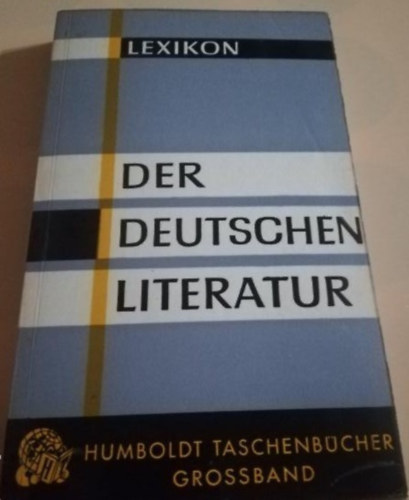 LEXIKON
DER
DEUTSCHEN
LITERATUR
H
HUMBOLDT TASCHENBÜCHER
GROSSBAND